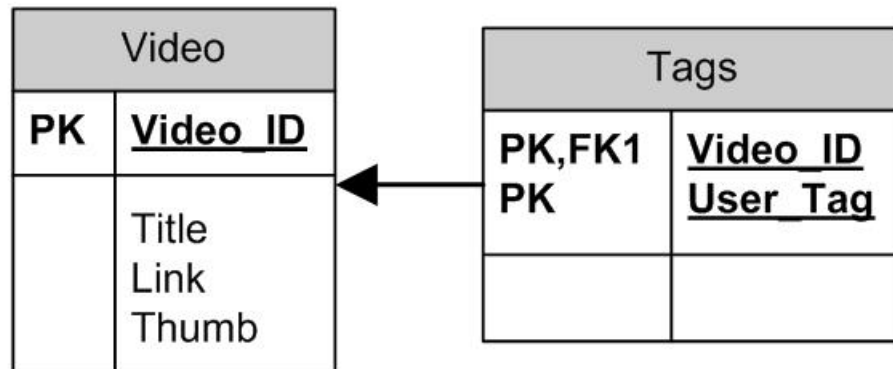 Video
PK Video_ID
Title
Link
Thumb
Tags
PK,FK1 Video_ID
PK User_Tag